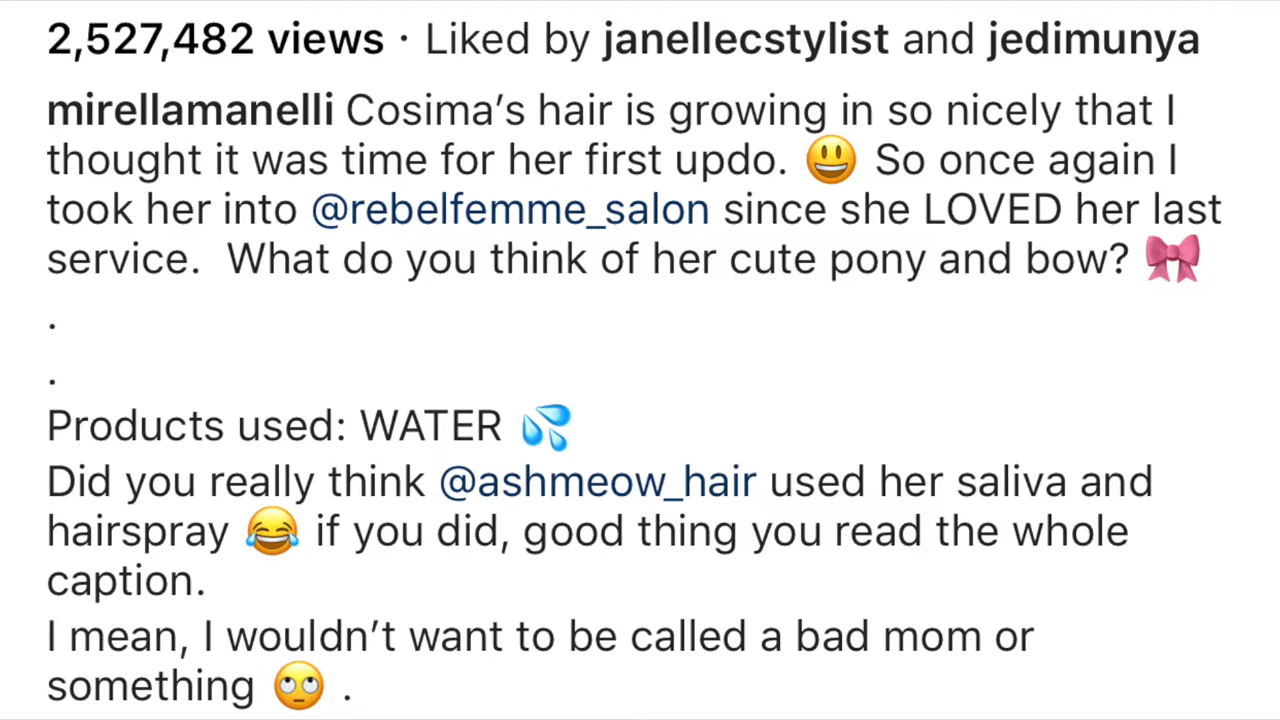 2,527,482 views · Liked by janellecstylist and jedimunya
mirellamanelli Cosima’s hair is growing in so nicely that I
thought it was time for her first updo. 😃 So once again I
took her into @rebelfemme_salon since she LOVED her last
service.  What do you think of her cute pony and bow? 🎀
.
.
Products used: WATER 💦
Did you really think @ashmeow_hair used her saliva and
hairspray 😂 if you did, good thing you read the whole
caption.
I mean, I wouldn’t want to be called a bad mom or
something 🙄 .